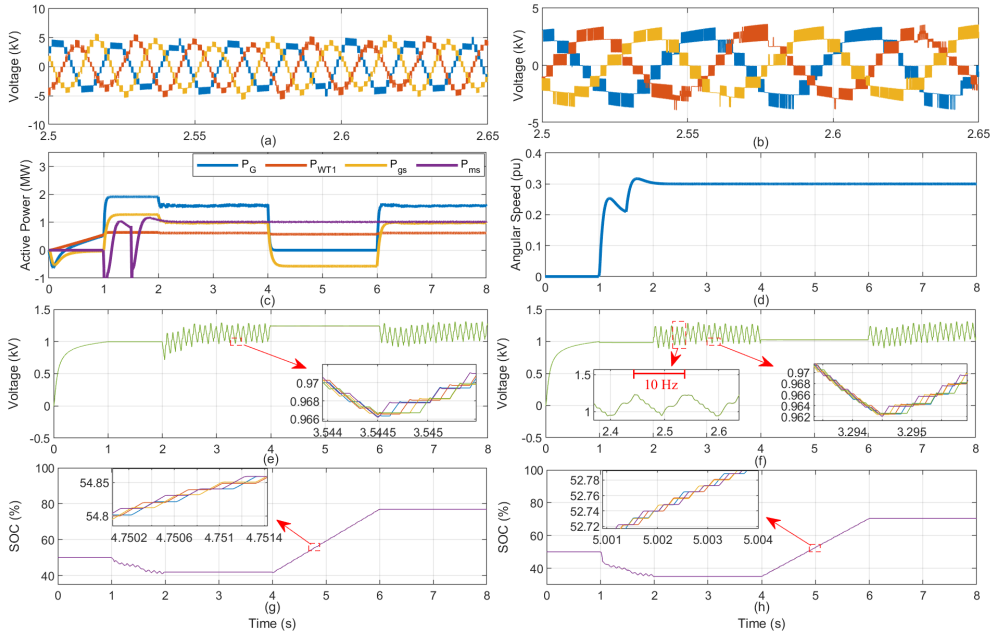 10
5
0
-5
-10
Voltage (kV)
2.5
2.55
2.6
2.65
(a)
5
0
-5
Voltage (kV)
2.5
2.55
2.6
2.65
(b)
P_G P_WT1 P_gs P_ms
3
2
1
0
-1
Active Power (MW)
0 1 2 3 4 5 6 7 8
(c)
0.4
0.3
0.2
0.1
0
Angular Speed (pu)
0 1 2 3 4 5 6 7 8
(d)
1.5
1
0.5
0
-0.5
Voltage (kV)
0.97
0.968
0.966
3.544 3.5445 3.545
0 1 2 3 4 5 6 7 8
(e)
1.5
1
0.5
0
-0.5
Voltage (kV)
1.5
1
10 Hz
2.4 2.5 2.6
0.97
0.968
0.966
0.964
0.962
3.294 3.295
0 1 2 3 4 5 6 7 8
(f)
100
80
60
40
SOC (%)
54.85
54.8
4.7502 4.7506 4.751 4.7514
0 1 2 3 4 5 6 7 8
(g)
Time (s)
100
80
60
40
SOC (%)
52.78
52.76
52.74
52.72
5.001 5.002 5.003 5.004
0 1 2 3 4 5 6 7 8
(h)
Time (s)